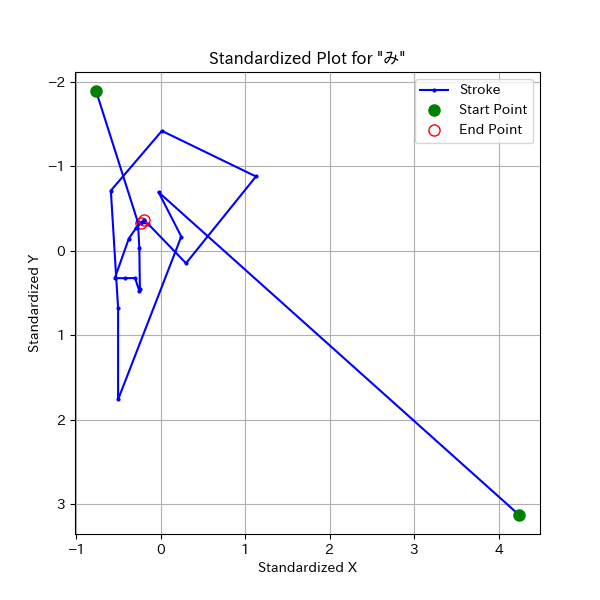 Standardized Plot for "み"
Stroke
Start Point
End Point
−2
−1
0
1
2
3
Standardized Y
−1
0
1
2
3
4
Standardized X